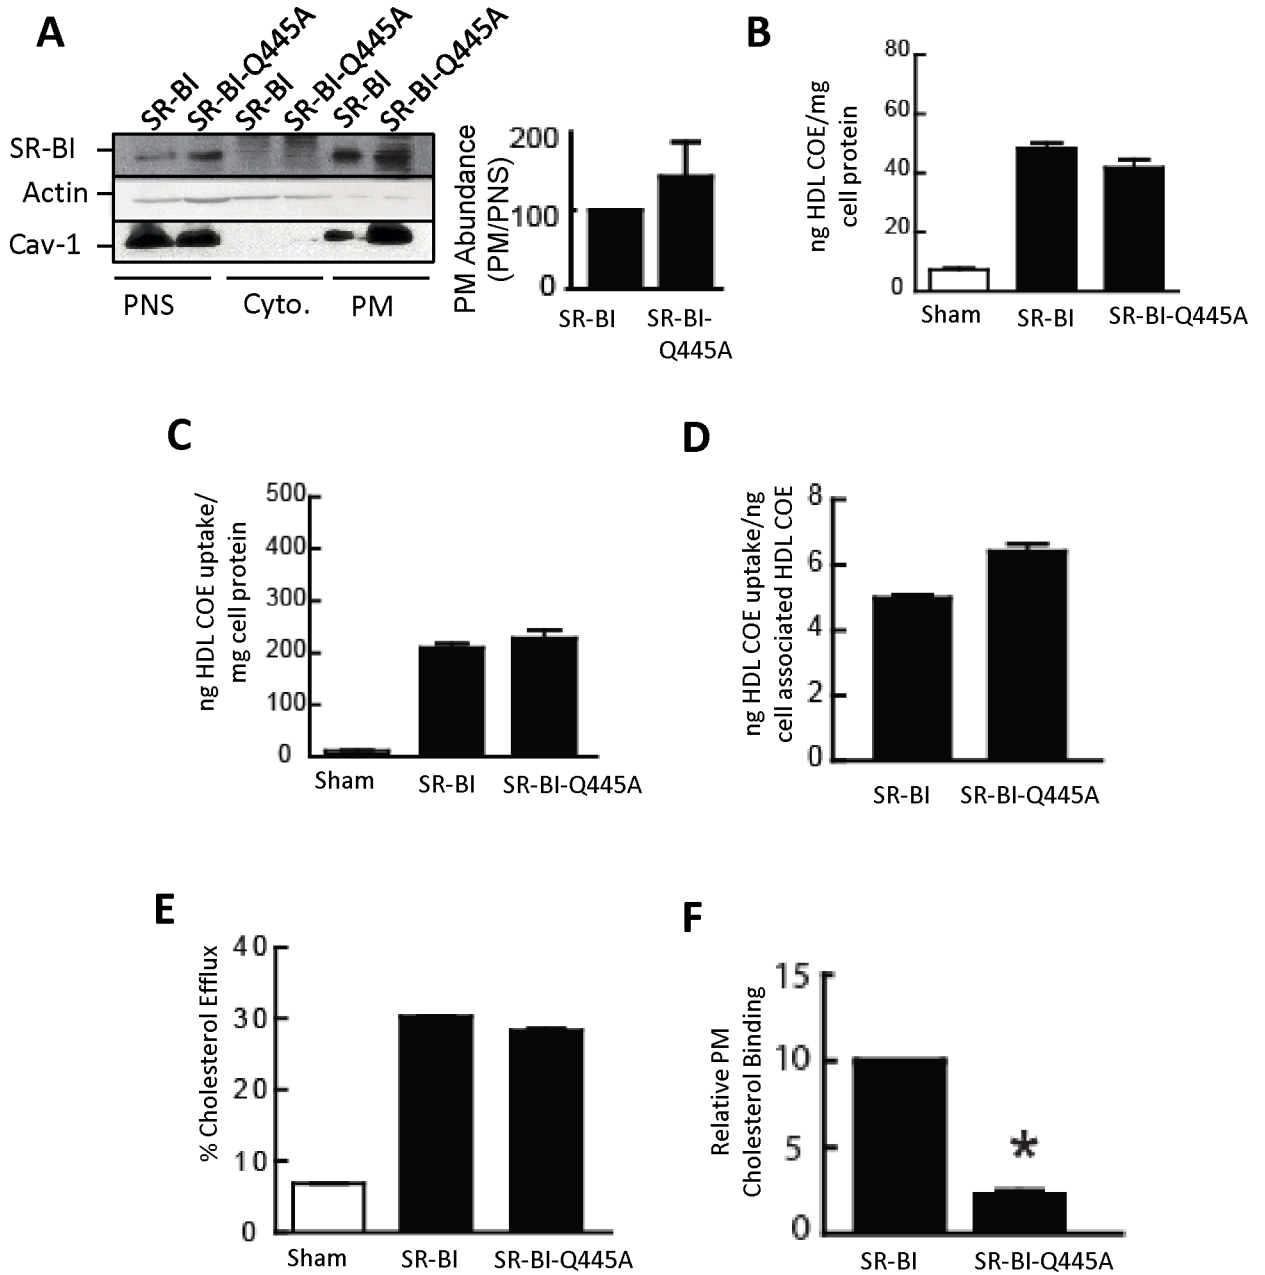 A
SR-BI
SR-BI-Q445A
SR-BI
SR-BI-Q445A
SR-BI
SR-BI-Q445A
SR-BI
Actin
Cav-1
PNS
Cyto.
PM
PM Abundance
(PM/PNS)
200
100
0
SR-BI
SR-BI-
Q445A
B
ng HDL COE/mg
cell protein
80
60
40
20
0
Sham
SR-BI
SR-BI-Q445A
C
ng HDL COE uptake/
mg cell protein
500
400
300
200
100
0
Sham
SR-BI
SR-BI-Q445A
D
ng HDL COE uptake/ng
cell associated HDL COE
8
6
4
2
0
SR-BI
SR-BI-Q445A
E
% Cholesterol Efflux
40
30
20
10
0
Sham
SR-BI
SR-BI-Q445A
F
Relative PM
Cholesterol Binding
15
10
5
0
*
SR-BI
SR-BI-Q445A